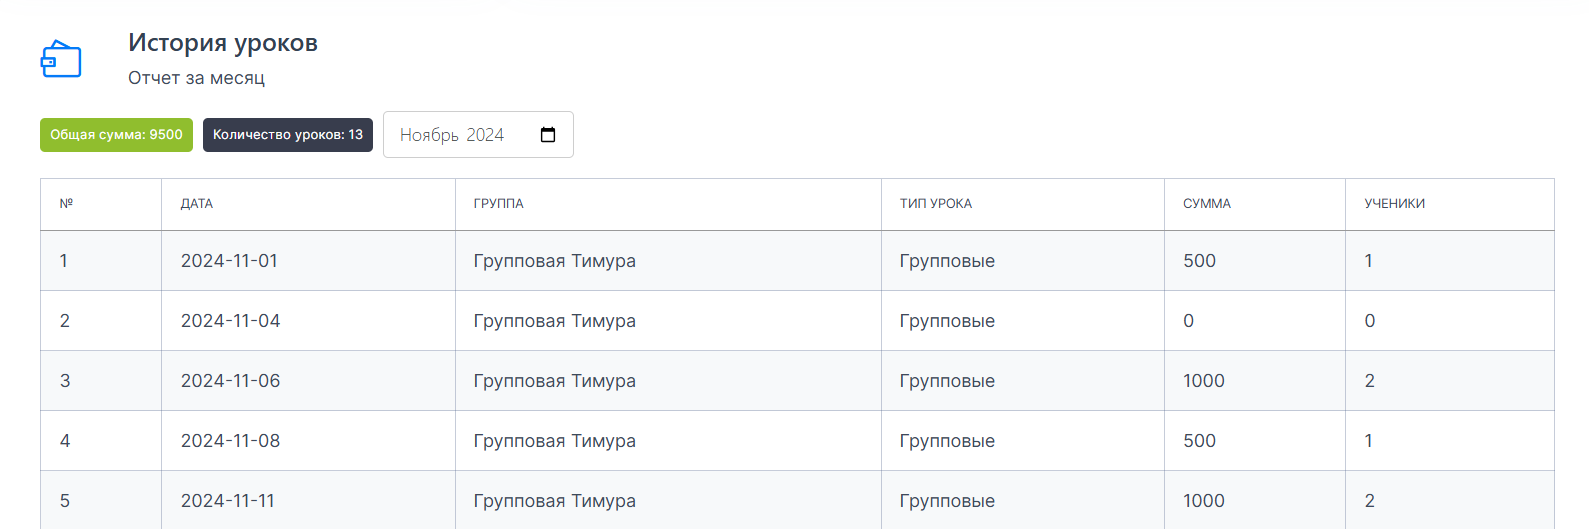 История уроков
Отчет за месяц
Общая сумма: 9500 Количество уроков: 13 Ноябрь 2024
№ ДАТА ГРУППА ТИП УРОКА СУММА УЧЕНИКИ
1 2024-11-01 Групповая Тимура Групповые 500 1
2 2024-11-04 Групповая Тимура Групповые 0 0
3 2024-11-06 Групповая Тимура Групповые 1000 2
4 2024-11-08 Групповая Тимура Групповые 500 1
5 2024-11-11 Групповая Тимура Групповые 1000 2